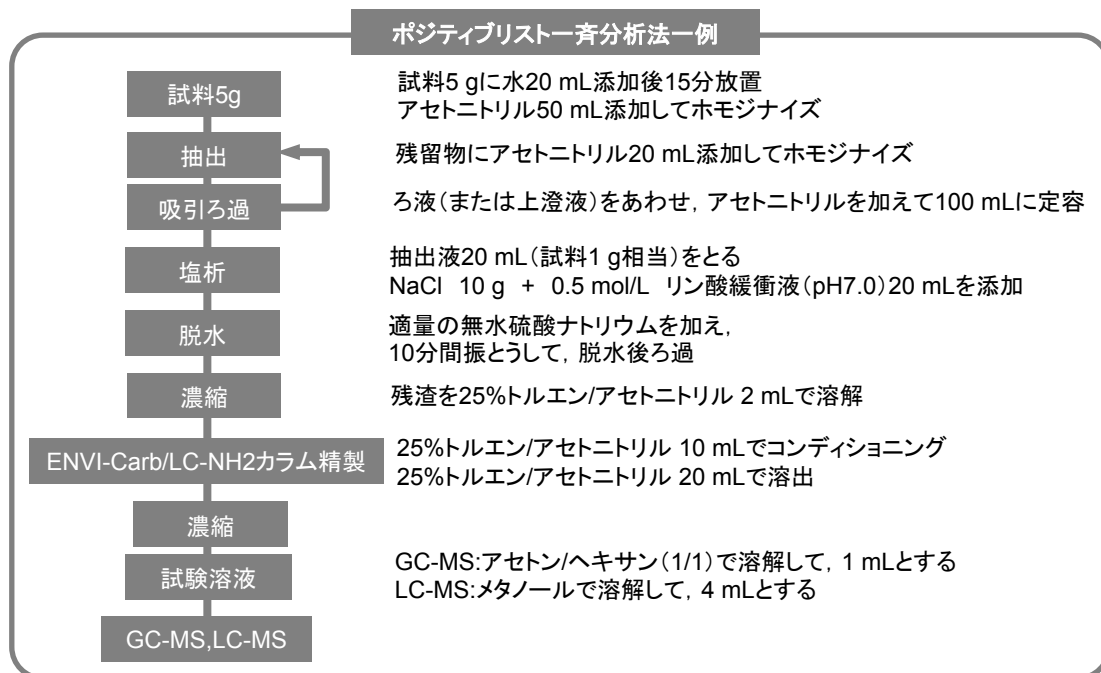 ポジティブリスト一斉分析法一例
試料5g
試料5 gに水20 mL添加後15分放置
アセトニトリル50 mL添加してホモジナイズ
抽出
残留物にアセトニトリル20 mL添加してホモジナイズ
吸引ろ過
ろ液(または上澄液)をあわせ, アセトニトリルを加えて100 mLに定容
塩析
抽出液20 mL(試料1 g相当)をとる
NaCl 10 g + 0.5 mol/L リン酸緩衝液(pH7.0)20 mLを添加
脱水
適量の無水硫酸ナトリウムを加え,
10分間振とうして, 脱水後ろ過
濃縮
残渣を25%トルエン/アセトニトリル 2 mLで溶解
ENVI-Carb/LC-NH2カラム精製
25%トルエン/アセトニトリル 10 mLでコンディショニング
25%トルエン/アセトニトリル 20 mLで溶出
濃縮
試験溶液
GC-MS:アセトン/ヘキサン(1/1)で溶解して, 1 mLとする
LC-MS:メタノールで溶解して, 4 mLとする
GC-MS,LC-MS